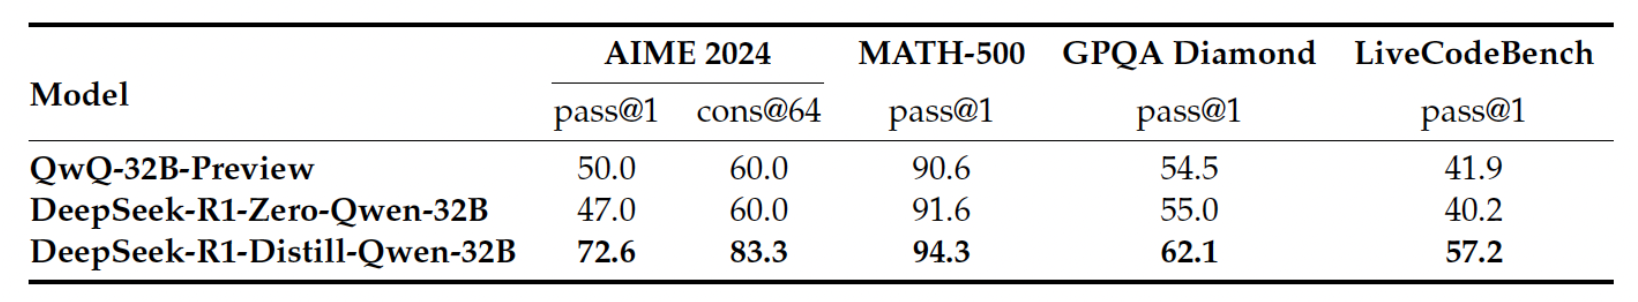 AIME 2024 MATH-500 GPQA Diamond LiveCodeBench
Model
pass@1 cons@64 pass@1 pass@1 pass@1
QwQ-32B-Preview 50.0 60.0 90.6 54.5 41.9
DeepSeek-R1-Zero-Qwen-32B 47.0 60.0 91.6 55.0 40.2
DeepSeek-R1-Distill-Qwen-32B 72.6 83.3 94.3 62.1 57.2